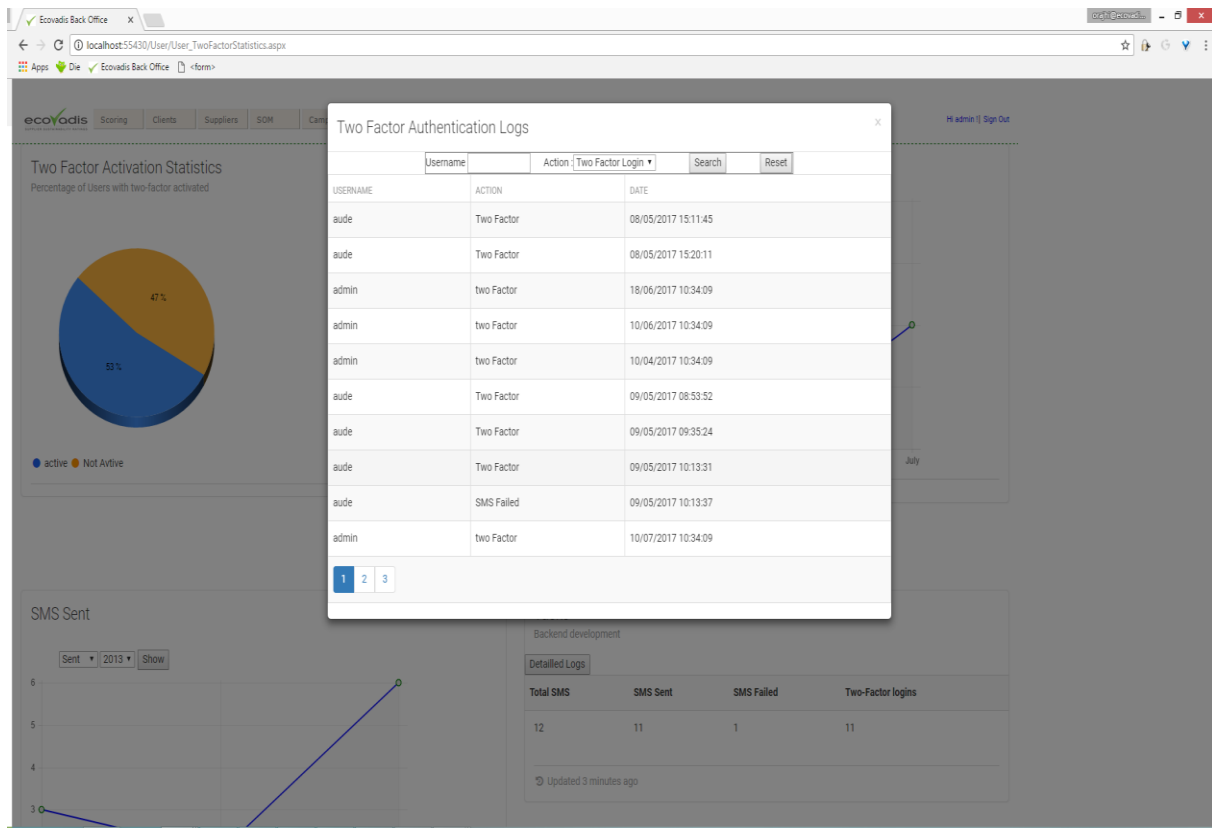 Ecovadis Back Office x
localhost:55430/User/User_TwoFactorStatistics.aspx
Apps Die Ecovadis Back Office <form>
ecovadis Scoring Clients Suppliers SOM Hi admin !| Sign Out
Two Factor Activation Statistics
Percentage of Users with two-factor activated
47 %
53 %
active Not Avtive
Two Factor Authentication Logs x
Username Action : Two Factor Login Search Reset
USERNAME ACTION DATE
aude Two Factor 08/05/2017 15:11:45
aude Two Factor 08/05/2017 15:20:11
admin two Factor 18/06/2017 10:34:09
admin two Factor 10/06/2017 10:34:09
admin two Factor 10/04/2017 10:34:09
aude Two Factor 09/05/2017 08:53:52
aude Two Factor 09/05/2017 09:35:24
aude Two Factor 09/05/2017 10:13:31
aude SMS Failed 09/05/2017 10:13:37
admin two Factor 10/07/2017 10:34:09
1 2 3
July
SMS Sent
Sent 2013 Show
6
5
4
3
Backend development
Detailled Logs
Total SMS SMS Sent SMS Failed Two-Factor logins
12 11 1 11
Updated 3 minutes ago